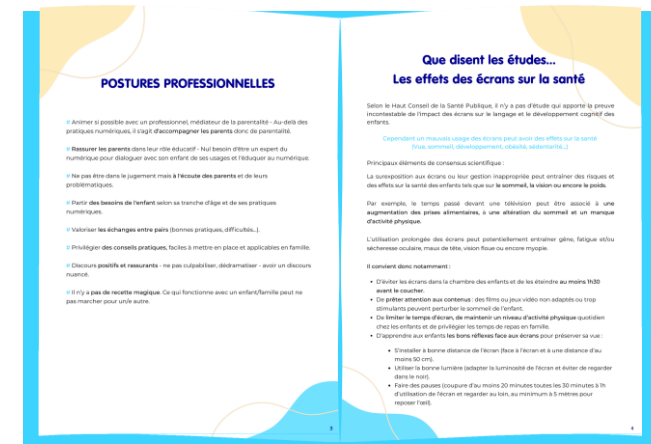 POSTURES PROFESSIONNELLES
# Animer si possible avec un professionnel, médiateur de la parentalité - Au-delà des
pratiques numériques, il s'agit d'accompagner les parents donc de parentalité.
# Rassurer les parents dans leur rôle éducatif - Nul besoin d'être un expert du
numérique pour dialoguer avec son enfant de ses usages et l'éduquer au numérique.
# Ne pas être dans le jugement mais à l'écoute des parents et de leurs
problématiques.
# Partir des besoins de l'enfant selon sa tranche d'âge et de ses pratiques
numériques.
# Valoriser les échanges entre pairs (bonnes pratiques, difficultés...).
# Privilégier des conseils pratiques, faciles à mettre en place et applicables en famille.
# Discours positifs et rassurants - ne pas culpabiliser, dédramatiser - avoir un discours
nuancé.
# Il n'y a pas de recette magique. Ce qui fonctionne avec un enfant/famille peut ne
pas marcher pour un/e autre.
3
Que disent les études...
Les effets des écrans sur la santé
Selon le Haut Conseil de la Santé Publique, il n'y a pas d'étude qui apporte la preuve
incontestable de l'impact des écrans sur le langage et le développement cognitif des
enfants.
Cependant un mauvais usage des écrans peut avoir des effets sur la santé
(vue, sommeil, développement, obésité, sédentarité...)
Principaux éléments de consensus scientifique :
La surexposition aux écrans ou leur gestion inappropriée peut entraîner des risques et
des effets sur la santé des enfants tels que sur le sommeil, la vision ou encore le poids.
Par exemple, le temps passé devant une télévision peut être associé à une
augmentation des prises alimentaires, à une altération du sommeil et un manque
d'activité physique.
L'utilisation prolongée des écrans peut potentiellement entraîner gêne, fatigue et/ou
sécheresse oculaire, maux de tête, vision floue ou encore myopie.
Il convient donc notamment :
• D'éviter les écrans dans la chambre des enfants et de les éteindre au moins 1h30
avant le coucher.
• De prêter attention aux contenus : des films ou jeux vidéo non adaptés ou trop
stimulants peuvent perturber le sommeil de l'enfant.
• De limiter le temps d'écran, de maintenir un niveau d'activité physique quotidien
chez les enfants et de privilégier les temps de repas en famille.
• D'apprendre aux enfants les bons réflexes face aux écrans pour préserver sa vue :
• S'installer à bonne distance de l'écran (face à l'écran et à une distance d'au
moins 50 cm).
• Utiliser la bonne lumière (adapter la luminosité de l'écran et éviter de regarder
dans le noir).
• Faire des pauses (coupure d'au moins 20 minutes toutes les 30 minutes à 1h
d'utilisation de l'écran et regarder au loin, au minimum à 5 mètres pour
reposer l'œil).
4